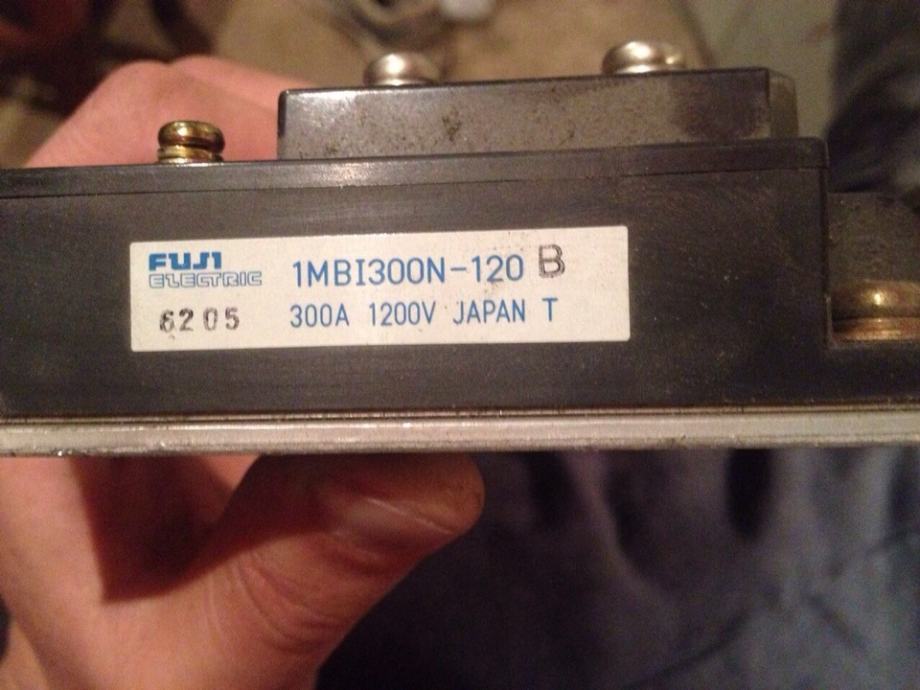 FUJI
ELECTRIC
1MBI300N-120 B
6205
300A 1200V JAPAN T